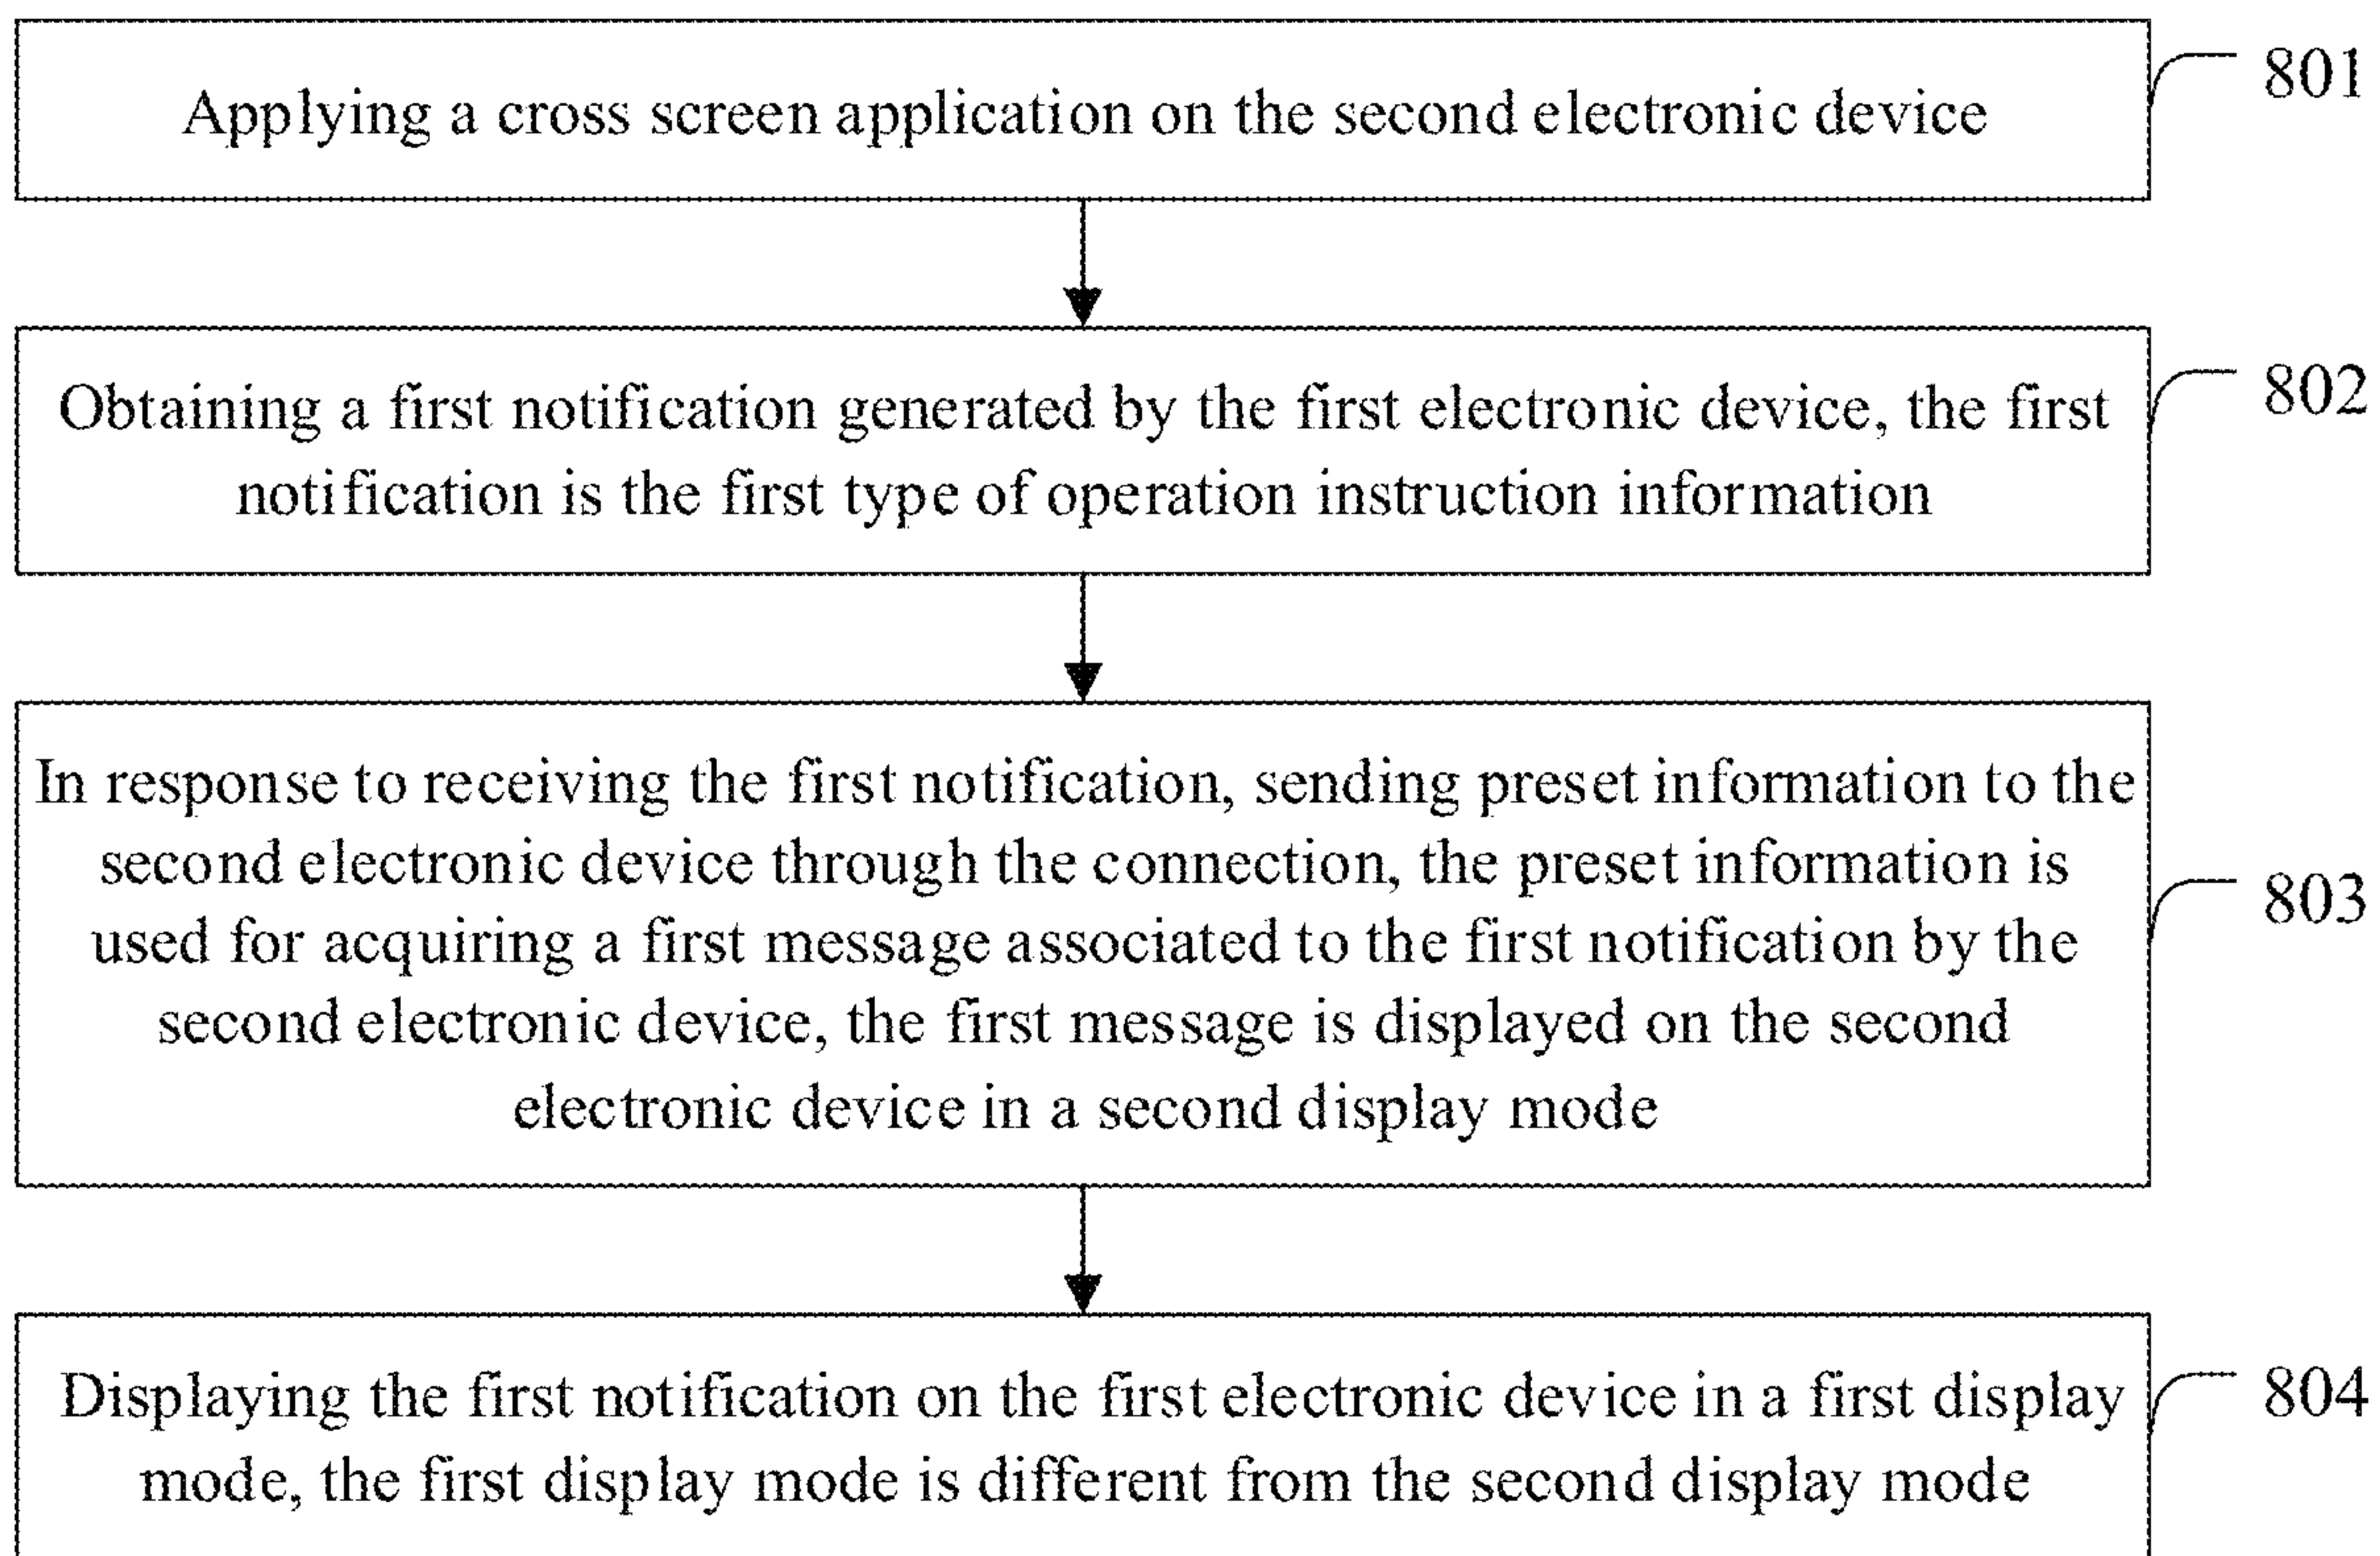 Applying a cross screen application on the second electronic device
801
Obtaining a first notification generated by the first electronic device, the first
notification is the first type of operation instruction information
802
In response to receiving the first notification, sending preset information to the
second electronic device through the connection, the preset information is
used for acquiring a first message associated to the first notification by the
second electronic device, the first message is displayed on the second
electronic device in a second display mode
803
Displaying the first notification on the first electronic device in a first display
mode, the first display mode is different from the second display mode
804